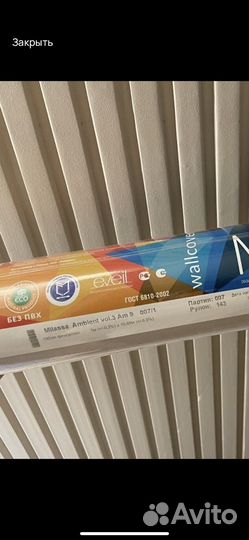 Закрыть
eveil
wallcove
ГОСТ 6810-2002
ECO
БЕЗ ПВХ
Milassa Ambient vol.3 Am 9 007/1
Партия: 007
Рулон: 143
Avito